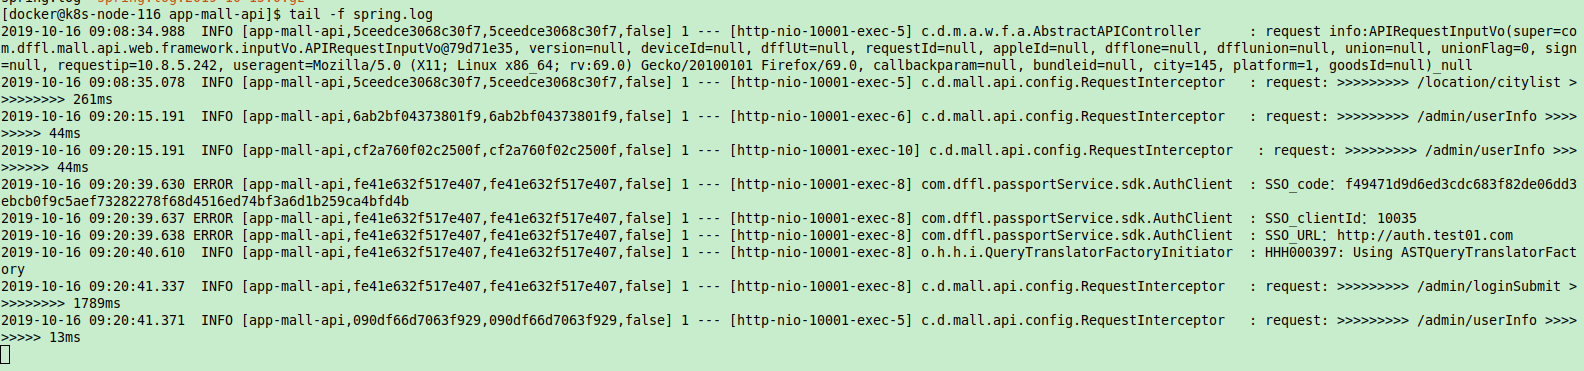 [docker@k8s-node-116 app-mall-api]$ tail -f spring.log
2019-10-16 09:08:34.988  INFO [app-mall-api,5ceedce3068c30f7,5ceedce3068c30f7,false] 1 --- [http-nio-10001-exec-5] c.d.m.a.w.f.a.AbstractAPIController      : request info:APIRequestInputVo(super=co
m.dffl.mall.api.web.framework.inputVo.APIRequestInputVo@79d71e35, version=null, deviceId=null, dfflUt=null, requestId=null, appleId=null, dfflone=null, dfflunion=null, union=null, unionFlag=0, sign
=null, requestip=10.8.5.242, useragent=Mozilla/5.0 (X11; Linux x86_64; rv:69.0) Gecko/20100101 Firefox/69.0, callbackparam=null, bundleid=null, city=145, platform=1, goodsId=null)_null
2019-10-16 09:08:35.078  INFO [app-mall-api,5ceedce3068c30f7,5ceedce3068c30f7,false] 1 --- [http-nio-10001-exec-5] c.d.mall.api.config.RequestInterceptor   : request: >>>>>>>>> /location/citylist >
>>>>>>>> 261ms
2019-10-16 09:20:15.191  INFO [app-mall-api,6ab2bf04373801f9,6ab2bf04373801f9,false] 1 --- [http-nio-10001-exec-6] c.d.mall.api.config.RequestInterceptor   : request: >>>>>>>>> /admin/userInfo >>>>
>>>>> 44ms
2019-10-16 09:20:15.191  INFO [app-mall-api,cf2a760f02c2500f,cf2a760f02c2500f,false] 1 --- [http-nio-10001-exec-10] c.d.mall.api.config.RequestInterceptor   : request: >>>>>>>>> /admin/userInfo >>>
>>>>>> 44ms
2019-10-16 09:20:39.630 ERROR [app-mall-api,fe41e632f517e407,fe41e632f517e407,false] 1 --- [http-nio-10001-exec-8] com.dffl.passportService.sdk.AuthClient  : SSO_code：f49471d9d6ed3cdc683f82de06dd3
ebcb0f9c5aef73282278f68d4516ed74bf3a6d1b259ca4bfd4b
2019-10-16 09:20:39.637 ERROR [app-mall-api,fe41e632f517e407,fe41e632f517e407,false] 1 --- [http-nio-10001-exec-8] com.dffl.passportService.sdk.AuthClient  : SSO_clientId：10035
2019-10-16 09:20:39.638 ERROR [app-mall-api,fe41e632f517e407,fe41e632f517e407,false] 1 --- [http-nio-10001-exec-8] com.dffl.passportService.sdk.AuthClient  : SSO_URL：http://auth.test01.com
2019-10-16 09:20:40.610  INFO [app-mall-api,fe41e632f517e407,fe41e632f517e407,false] 1 --- [http-nio-10001-exec-8] o.h.h.i.QueryTranslatorFactoryInitiator  : HHH000397: Using ASTQueryTranslatorFact
ory
2019-10-16 09:20:41.337  INFO [app-mall-api,fe41e632f517e407,fe41e632f517e407,false] 1 --- [http-nio-10001-exec-8] c.d.mall.api.config.RequestInterceptor   : request: >>>>>>>>> /admin/loginSubmit >
>>>>>>>> 1789ms
2019-10-16 09:20:41.371  INFO [app-mall-api,090df66d7063f929,090df66d7063f929,false] 1 --- [http-nio-10001-exec-5] c.d.mall.api.config.RequestInterceptor   : request: >>>>>>>>> /admin/userInfo >>>>
>>>>> 13ms